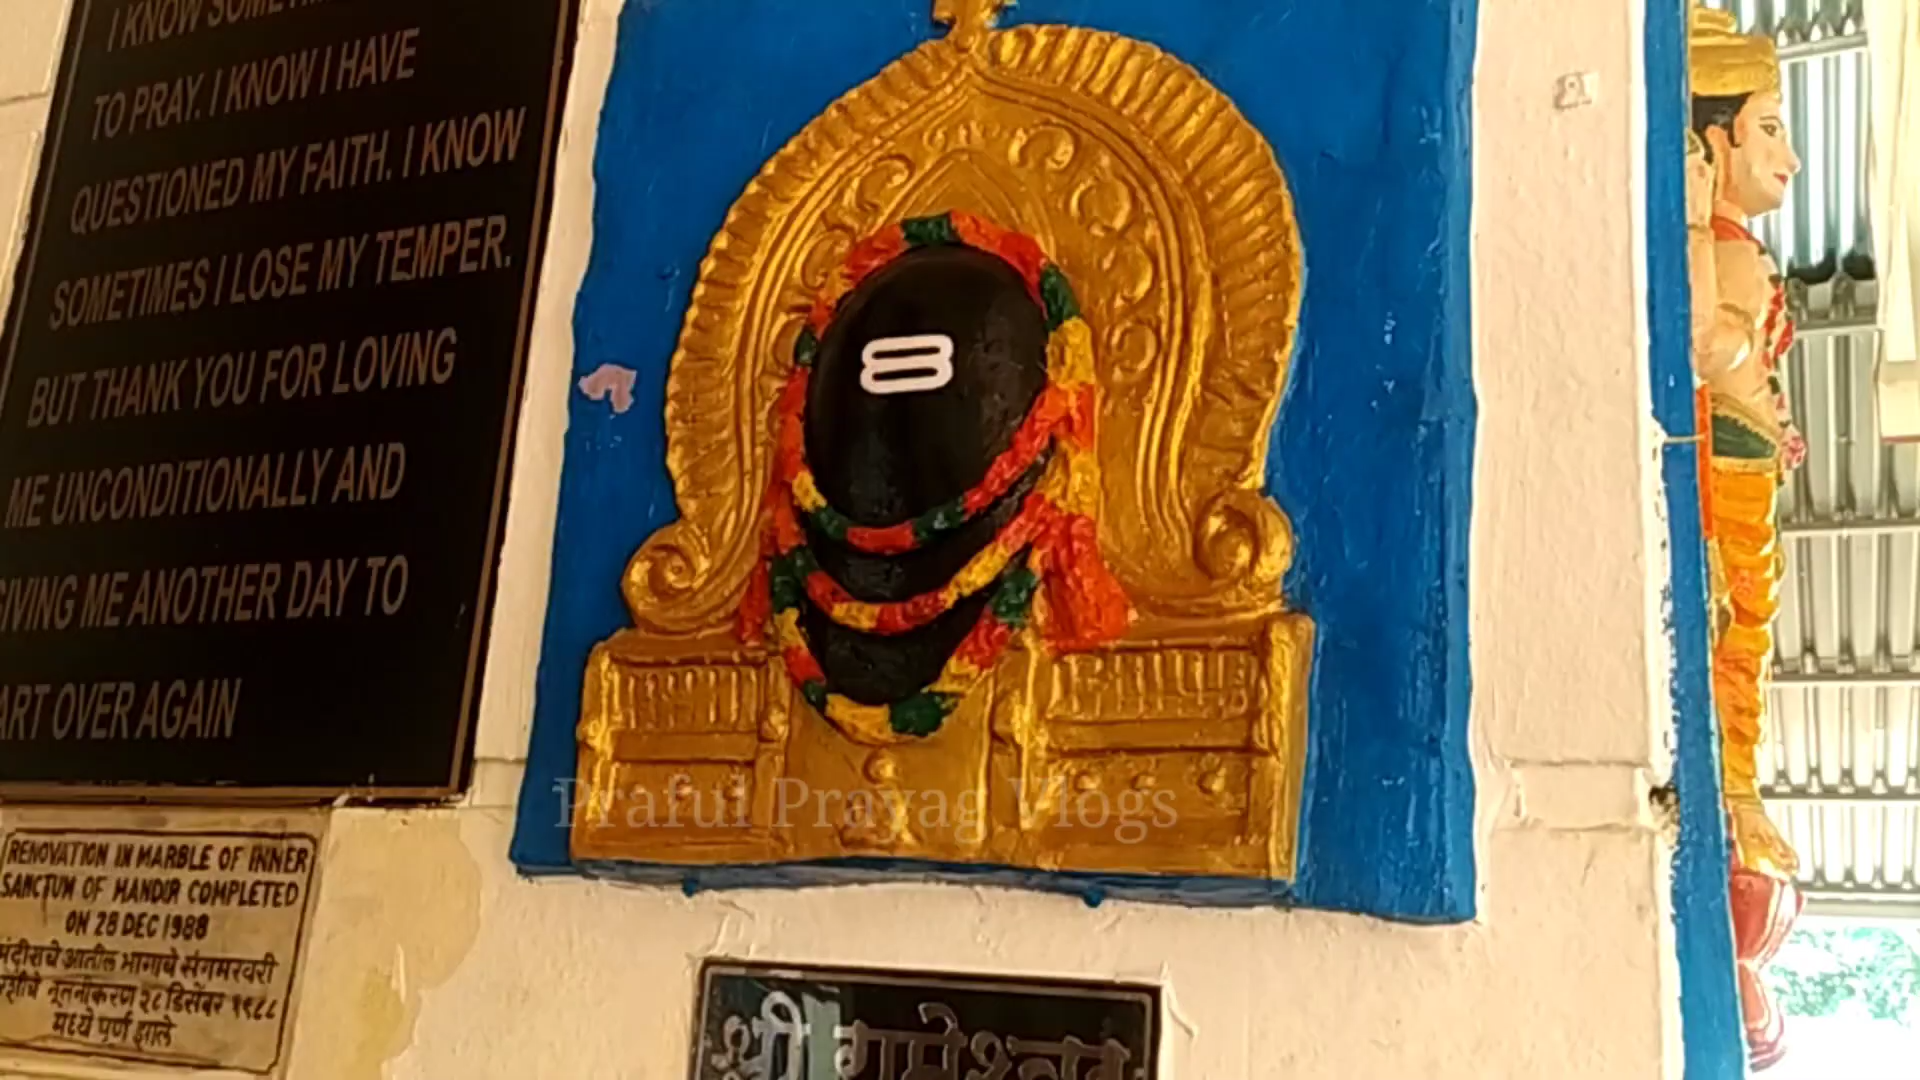 I KNOW
TO PRAY. I KNOW I HAVE
QUESTIONED MY FAITH. I KNOW
SOMETIMES I LOSE MY TEMPER.
BUT THANK YOU FOR LOVING
ME UNCONDITIONALLY AND
GIVING ME ANOTHER DAY TO
ART OVER AGAIN
RENOVATION IN MARBLE OF INNER
SANCTUM OF MANDIR COMPLETED
ON 28 DEC 1988
आतील भागाचे संगमरवरी
नूतनीकरण २८ डिसेंबर १९८८
मध्ये पूर्ण झाले
Praful Prayag Vlogs
श्री रामेश्वर